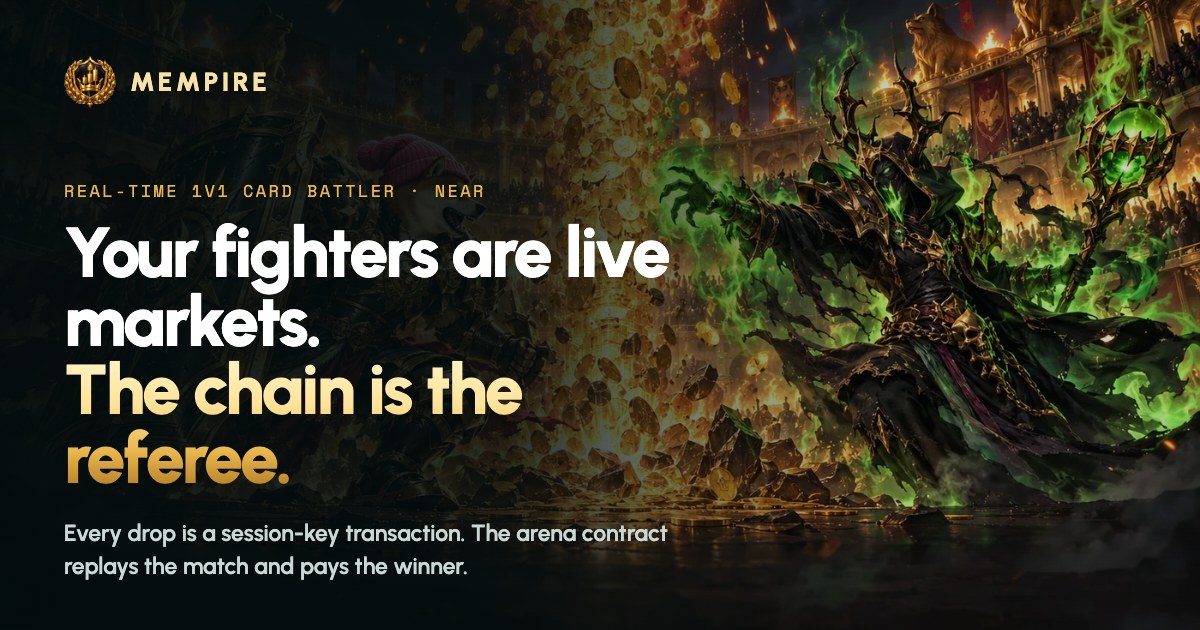 MEMPIRE
REAL-TIME 1V1 CARD BATTLER · NEAR
Your fighters are live
markets.
The chain is the
referee.
Every drop is a session-key transaction. The arena contract
replays the match and pays the winner.